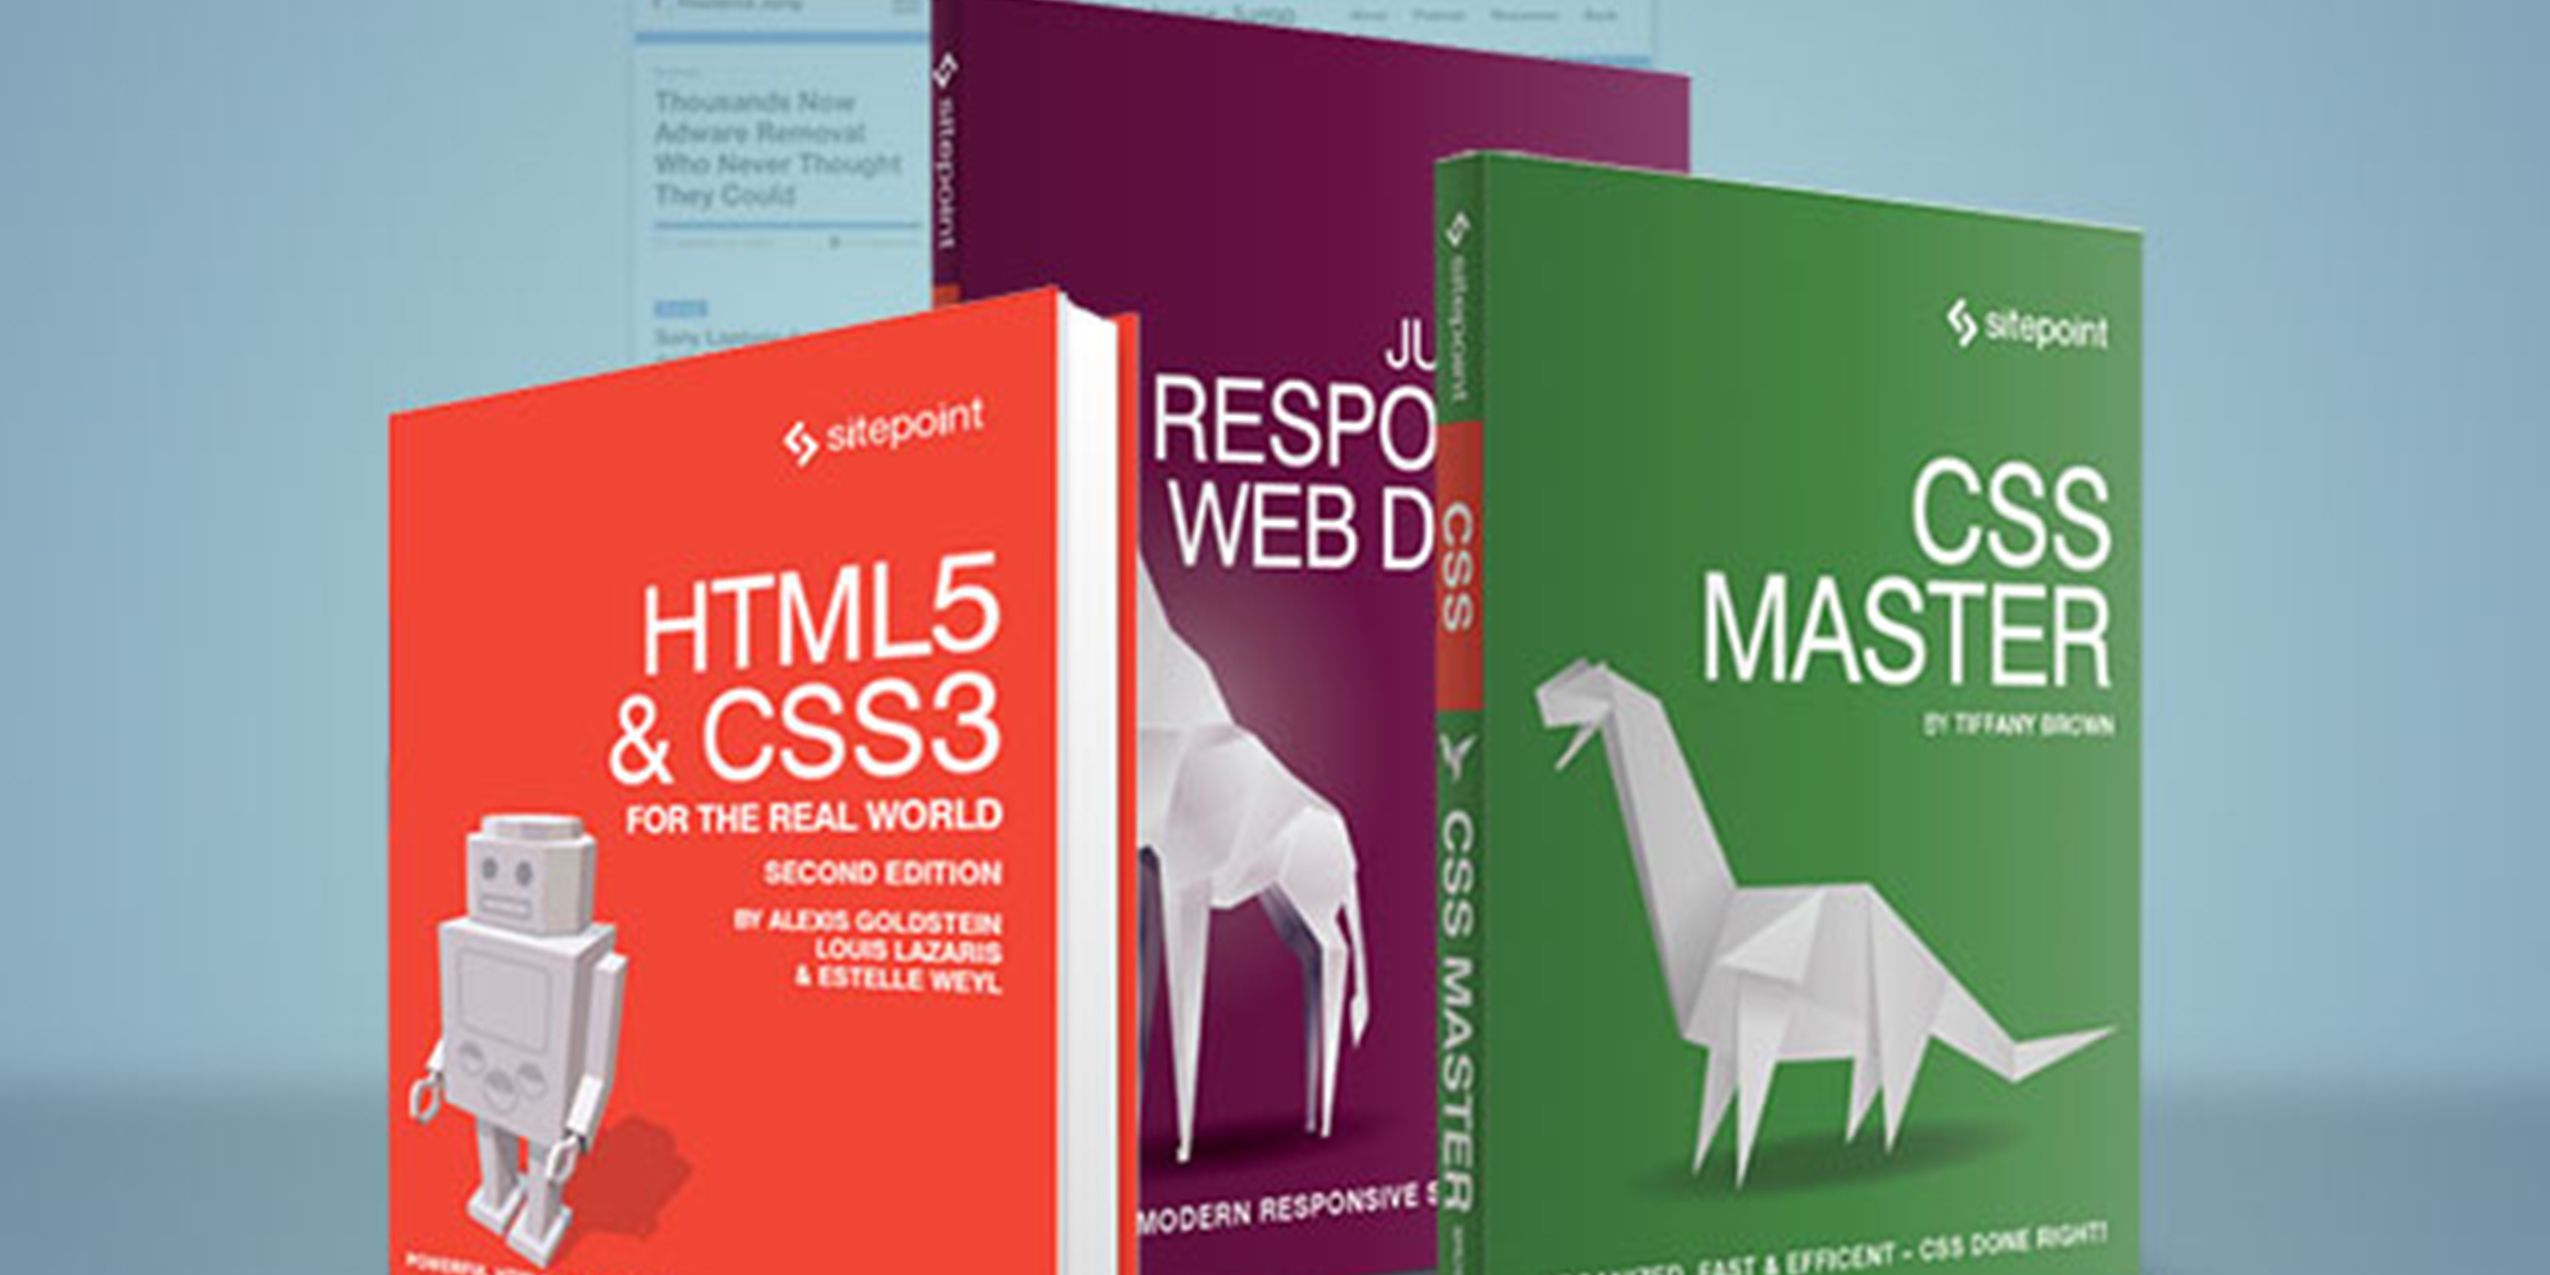 Thousands Now
Adware Removal
Who Never Thought
They Could
sitepoint
JU
RESPO
WEB D
MODERN RESPONSIVE S
sitepoint
HTML5
& CSS3
FOR THE REAL WORLD
SECOND EDITION
BY ALEXIS GOLDSTEIN
LOUIS LAZARIS
& ESTELLE WEYL
POWERFUL
sitepoint
CSS
CSS MASTER
sitepoint
CSS
MASTER
BY TIFFANY BROWN
FAST & EFFICENT - CSS DONE RIGHT!